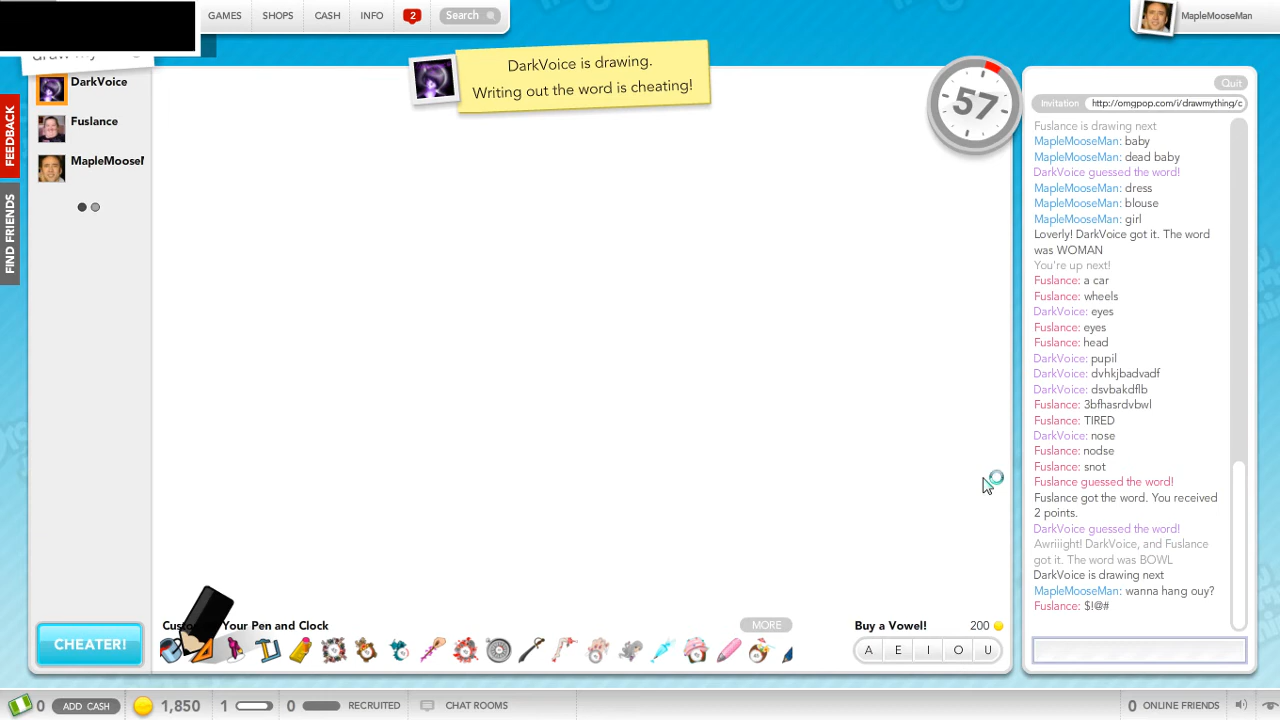 GAMES SHOPS CASH INFO 2 Search MapleMooseMan
DarkVoice is drawing.
Writing out the word is cheating!
57
DarkVoice
Fuslance
MapleMooseM
FEEDBACK
FIND FRIENDS
CHEATER!
Quit
Invitation http://omgpop.com/i/drawmything/c
Fuslance is drawing next
MapleMooseMan: baby
MapleMooseMan: dead baby
DarkVoice guessed the word!
MapleMooseMan: dress
MapleMooseMan: blouse
MapleMooseMan: girl
Loverly! DarkVoice got it. The word
was WOMAN
You're up next!
Fuslance: a car
Fuslance: wheels
DarkVoice: eyes
Fuslance: eyes
Fuslance: head
DarkVoice: pupil
DarkVoice: dvhkjbadvadf
DarkVoice: dsvbakdflb
Fuslance: 3bfhasrdvbwl
Fuslance: TIRED
DarkVoice: nose
Fuslance: nodse
Fuslance: snot
Fuslance guessed the word!
Fuslance got the word. You received
2 points.
DarkVoice guessed the word!
Awriiight! DarkVoice, and Fuslance
got it. The word was BOWL
DarkVoice is drawing next
MapleMooseMan: wanna hang ouy?
Fuslance: $!@#
Your Pen and Clock MORE
Buy a Vowel! 200
A E I O U
0 ADD CASH 1,850 1 0 RECRUITED CHAT ROOMS 0 ONLINE FRIENDS